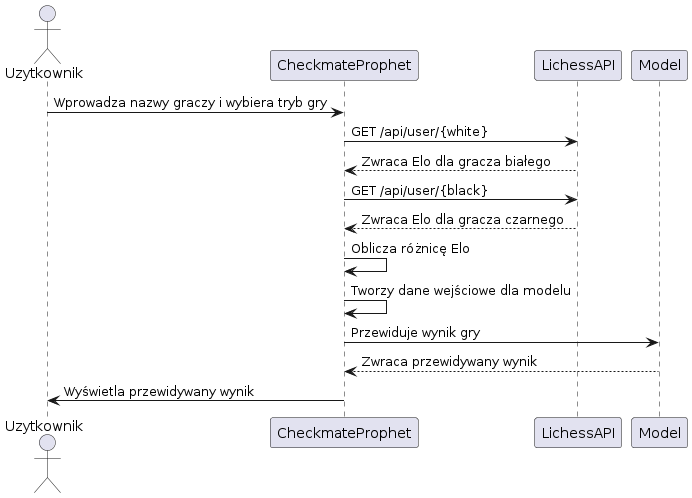 Uzytkownik
CheckmateProphet
LichessAPI
Model
Wprowadza nazwy graczy i wybiera tryb gry
GET /api/user/{white}
Zwraca Elo dla gracza białego
GET /api/user/{black}
Zwraca Elo dla gracza czarnego
Oblicza różnicę Elo
Tworzy dane wejściowe dla modelu
Przewiduje wynik gry
Zwraca przewidywany wynik
Wyświetla przewidywany wynik
Uzytkownik
CheckmateProphet
LichessAPI
Model